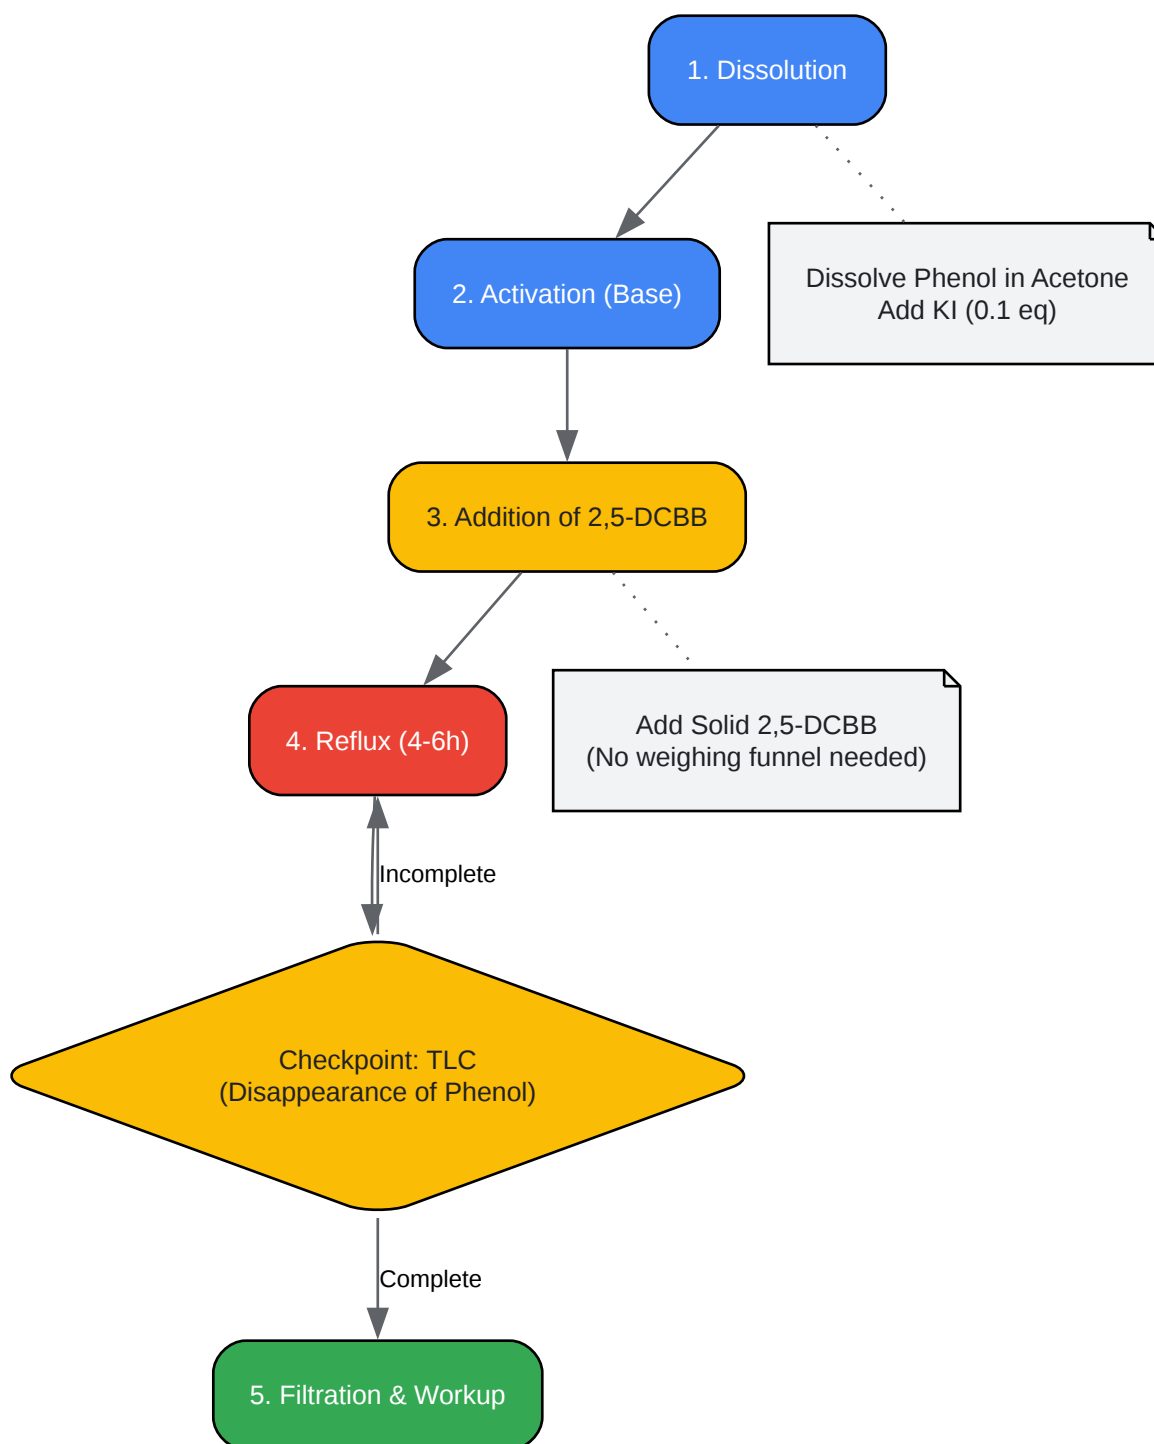 1. Dissolution
Dissolve Phenol in Acetone
Add KI (0.1 eq)
2. Activation (Base)
3. Addition of 2,5-DCBB
Add Solid 2,5-DCBB
(No weighing funnel needed)
4. Reflux (4-6h)
Incomplete
Checkpoint: TLC
(Disappearance of Phenol)
Complete
5. Filtration & Workup